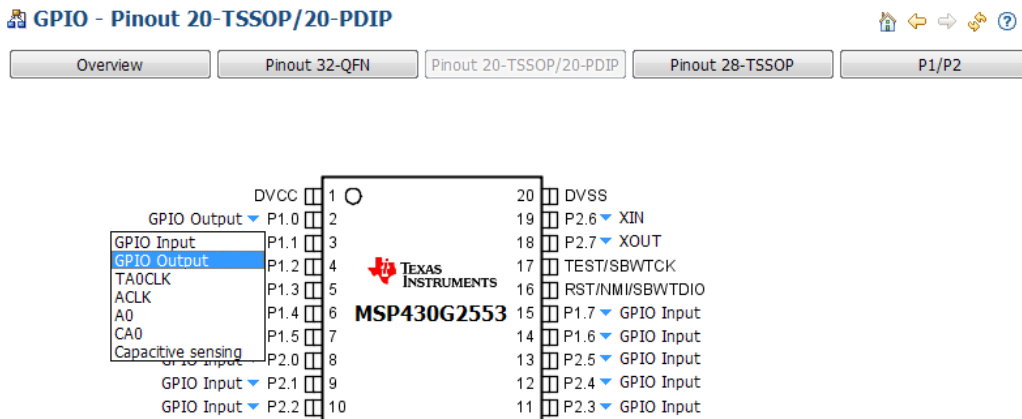 GPIO - Pinout 20-TSSOP/20-PDIP
Overview Pinout 32-QFN Pinout 20-TSSOP/20-PDIP Pinout 28-TSSOP P1/P2
DVCC 1 20 DVSS
GPIO Output P1.0 2 19 P2.6 XIN
GPIO Input P1.1 3 18 P2.7 XOUT
GPIO Output P1.2 4 17 TEST/SBWTCK
TA0CLK
ACLK P1.3 5 16 RST/NMI/SBWTDIO
TEXAS
INSTRUMENTS
A0 P1.4 6 MSP430G2553 15 P1.7 GPIO Input
CA0 P1.5 7 14 P1.6 GPIO Input
Capacitive sensing
GPIO Input P2.0 8 13 P2.5 GPIO Input
GPIO Input P2.1 9 12 P2.4 GPIO Input
GPIO Input P2.2 10 11 P2.3 GPIO Input